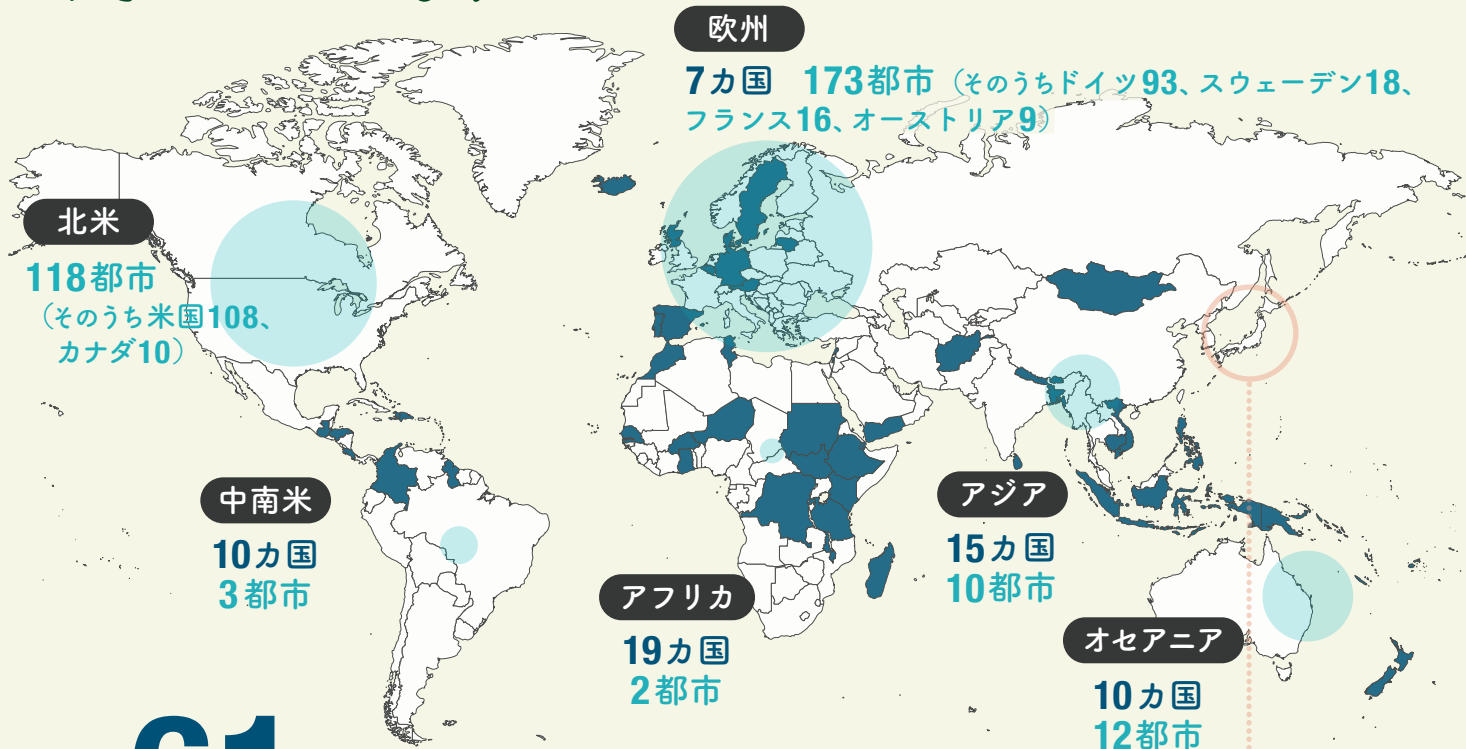 欧州
7カ国 173都市（そのうちドイツ93、スウェーデン18、
フランス16、オーストリア9）
北米
118都市
（そのうち米国108、
カナダ10）
中南米
10カ国
3都市
アフリカ
19カ国
2都市
アジア
15カ国
10都市
オセアニア
10カ国
12都市
61